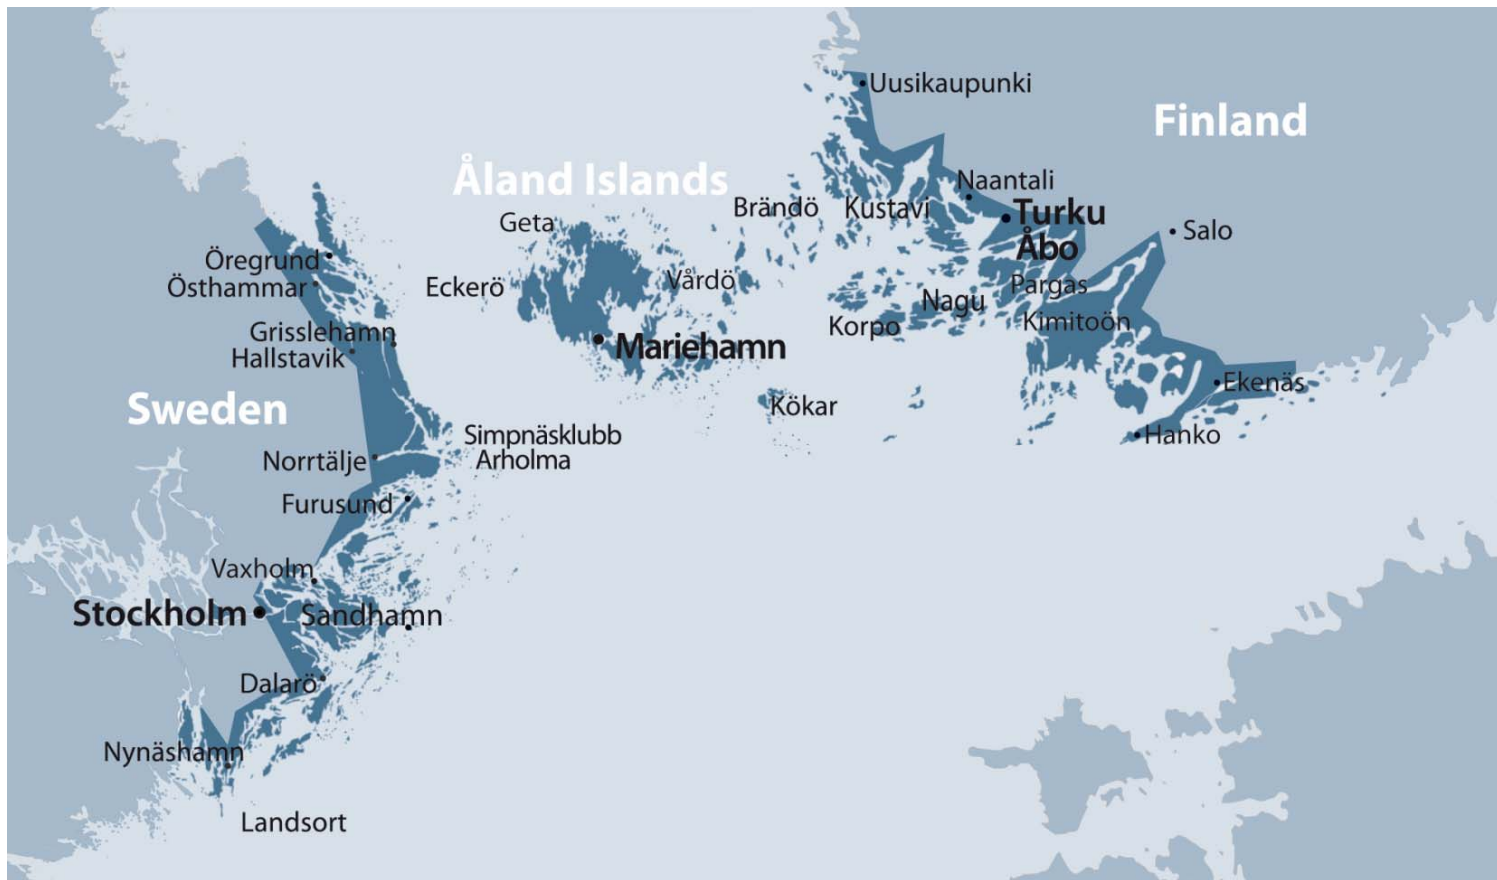 Uusikaupunki
Finland
Åland Islands
Naantali
Brändö
Kustavi
Turku
Åbo
Salo
Geta
Öregrund
Östhammar
Eckerö
Vårdö
Pargas
Nagu
Korpo
Kimitoön
Grisslehamn
Hallstavik
Mariehamn
Ekenäs
Sweden
Kökar
Hanko
Simpnäsklubb
Arholma
Norrtälje
Furusund
Vaxholm
Stockholm
Sandhamn
Dalarö
Nynäshamn
Landsort